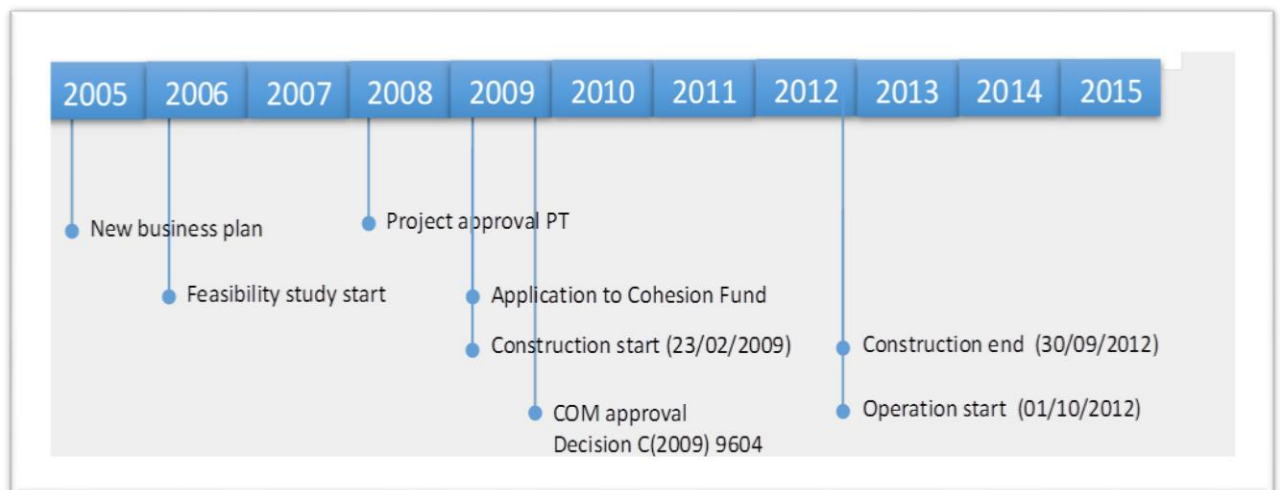 2005 2006 2007 2008 2009 2010 2011 2012 2013 2014 2015
New business plan
Project approval PT
Feasibility study start
Application to Cohesion Fund
Construction start (23/02/2009)
Construction end (30/09/2012)
COM approval
Decision C(2009) 9604
Operation start (01/10/2012)